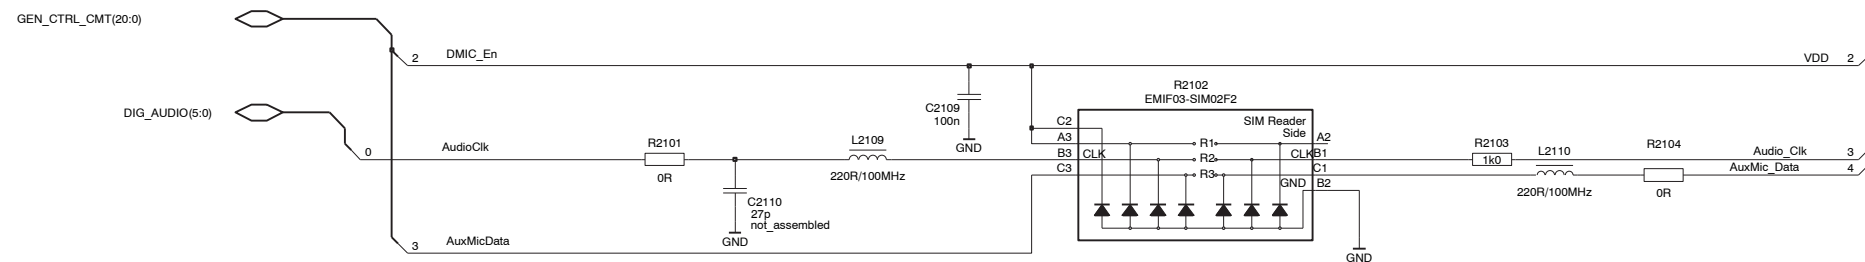 GEN_CTRL_CMT(20:0)
2 DMIC_En
VDD 2
R2102
EMIF03-SIM02F2
DIG_AUDIO(5:0)
C2109
100n
GND
C2
SIM Reader
Side
A3
R1
A2
0 AudioClk
R2101
0R
L2109
220R/100MHz
B3 CLK
R2
CLK B1
R2103
1k0
L2110
220R/100MHz
R2104
0R
Audio_Clk 3
AuxMic_Data 4
C3
R3
C1
GND B2
C2110
27p
not_assembled
GND
3 AuxMicData
GND